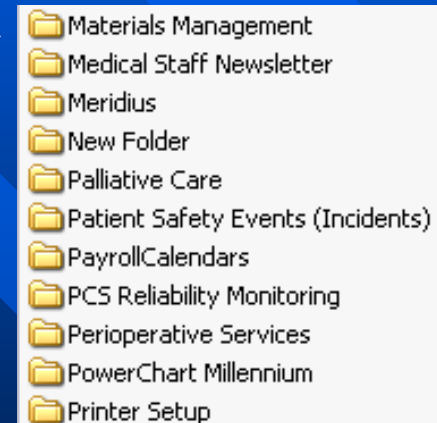 Materials Management
Medical Staff Newsletter
Meridius
New Folder
Palliative Care
Patient Safety Events (Incidents)
PayrollCalendars
PCS Reliability Monitoring
Perioperative Services
PowerChart Millennium
Printer Setup